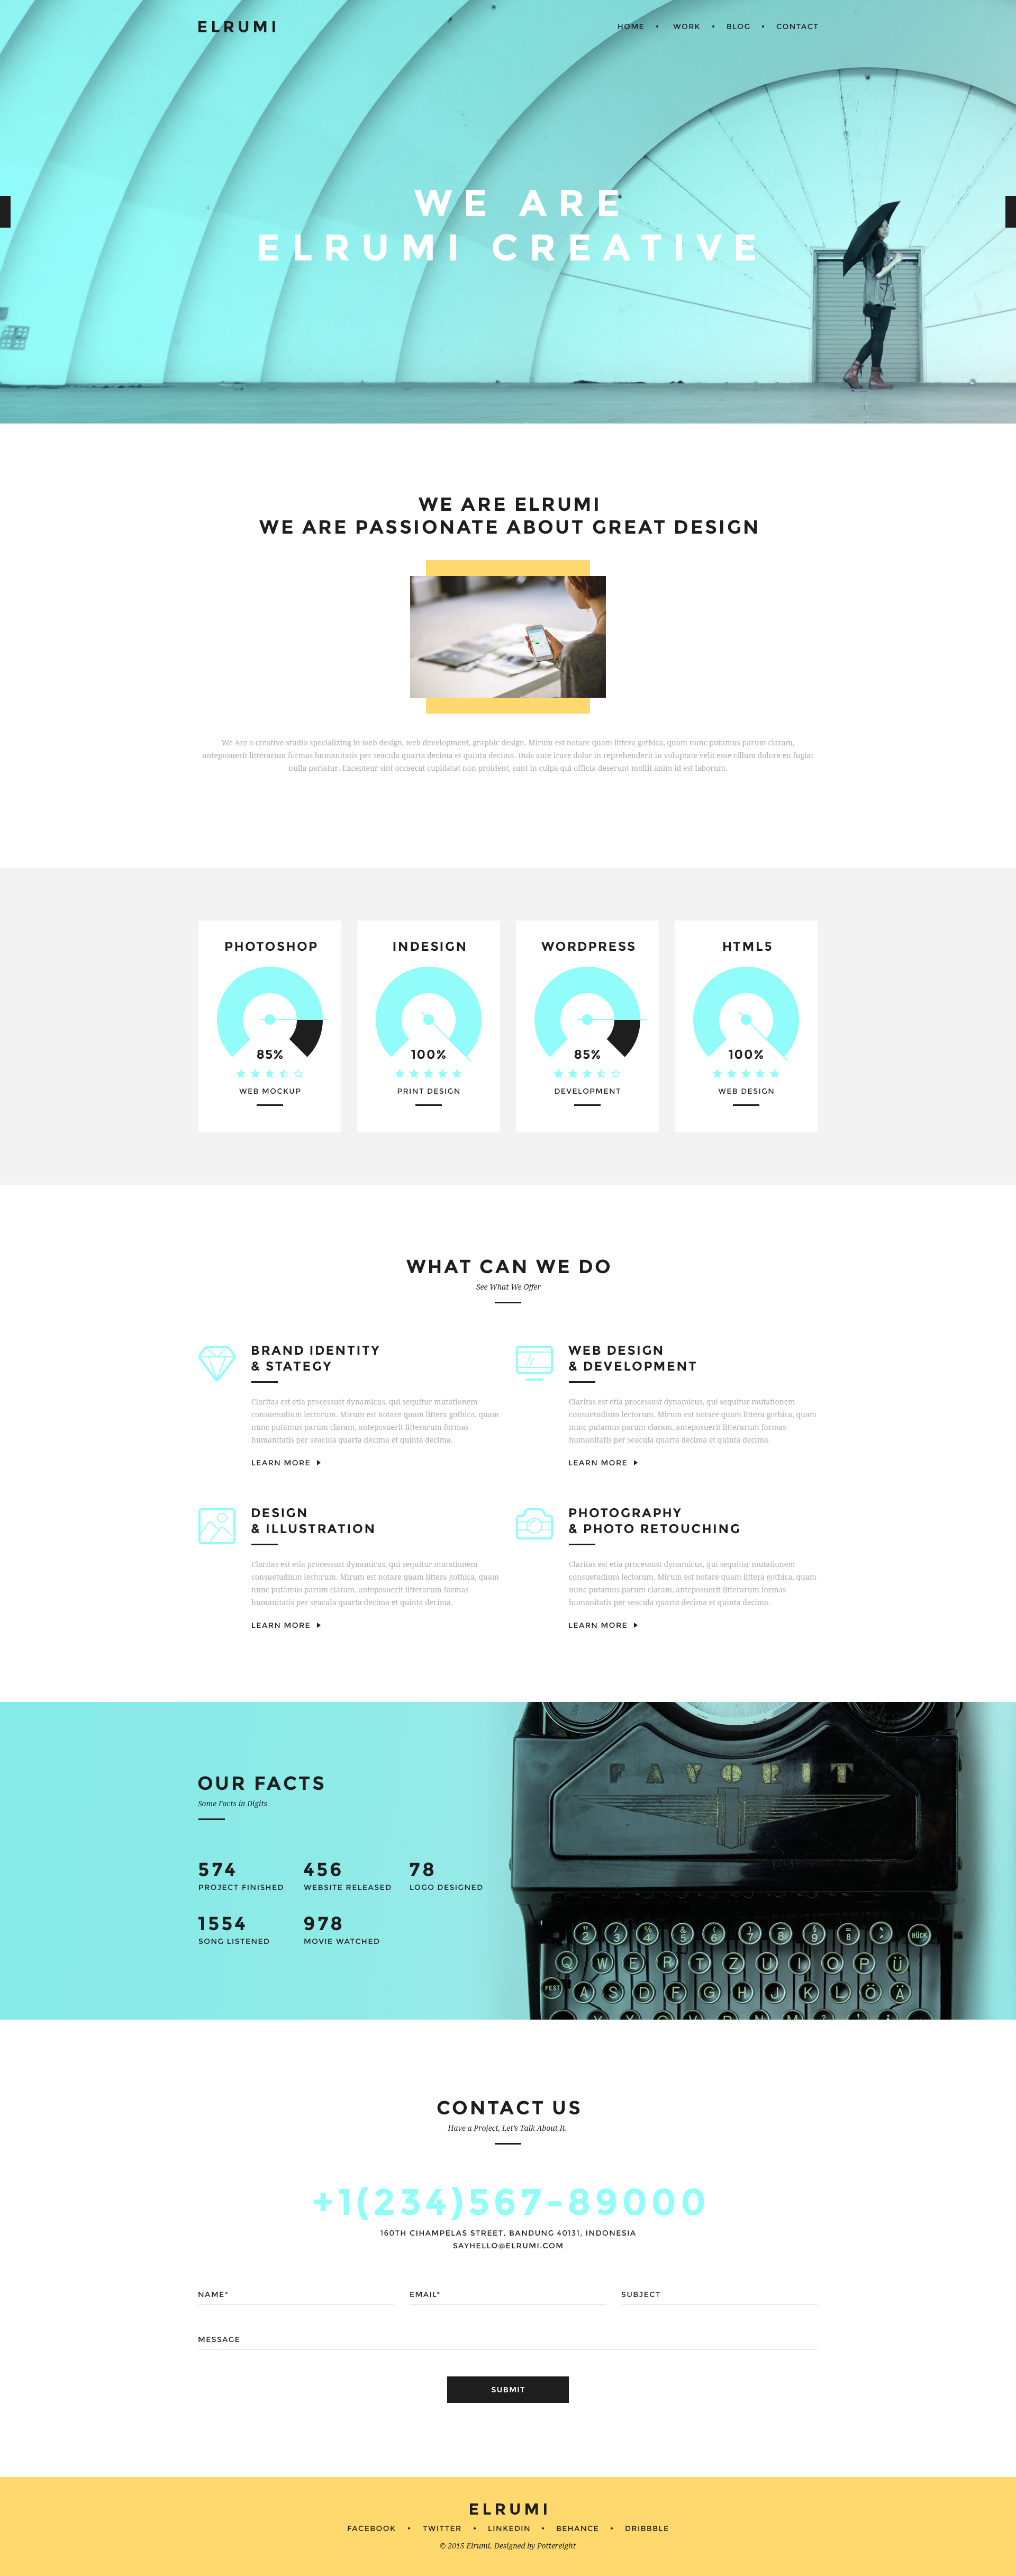 ELRUMI
HOME • WORK • BLOG • CONTACT
WE ARE
ELRUMI CREATIVE
WE ARE ELRUMI
WE ARE PASSIONATE ABOUT GREAT DESIGN
We Are a creative studio specializing in web design, web development, graphic design. Mirum est notare quam littera gothica, quam nunc putamus parum claram,
anteposuerit litterarum formas humanitatis per seacula quarta decima et quinta decima. Duis aute irure dolor in reprehenderit in voluptate velit esse cillum dolore eu fugiat
nulla pariatur. Excepteur sint occaecat cupidatat non proident, sunt in culpa qui officia deserunt mollit anim id est laborum.
PHOTOSHOP
85%
WEB MOCKUP
INDESIGN
100%
PRINT DESIGN
WORDPRESS
85%
DEVELOPMENT
HTML5
100%
WEB DESIGN
WHAT CAN WE DO
See What We Offer
BRAND IDENTITY
& STATEGY
Claritas est etia processust dynamicus, qui sequitur mutationem
consuetudium lectorum. Mirum est notare quam littera gothica, quam
nunc putamus parum claram, anteposuerit litterarum formas
humanitatis per seacula quarta decima et quinta decima.
LEARN MORE
WEB DESIGN
& DEVELOPMENT
Claritas est etia processust dynamicus, qui sequitur mutationem
consuetudium lectorum. Mirum est notare quam littera gothica, quam
nunc putamus parum claram, anteposuerit litterarum formas
humanitatis per seacula quarta decima et quinta decima.
LEARN MORE
DESIGN
& ILLUSTRATION
Claritas est etia processust dynamicus, qui sequitur mutationem
consuetudium lectorum. Mirum est notare quam littera gothica, quam
nunc putamus parum claram, anteposuerit litterarum formas
humanitatis per seacula quarta decima et quinta decima.
LEARN MORE
PHOTOGRAPHY
& PHOTO RETOUCHING
Claritas est etia processust dynamicus, qui sequitur mutationem
consuetudium lectorum. Mirum est notare quam littera gothica, quam
nunc putamus parum claram, anteposuerit litterarum formas
humanitatis per seacula quarta decima et quinta decima.
LEARN MORE
OUR FACTS
Some Facts in Digits
574
PROJECT FINISHED
456
WEBSITE RELEASED
78
LOGO DESIGNED
1554
SONG LISTENED
978
MOVIE WATCHED
FAVORIT
2 3 4 5 6 7 8 9 RÜCK
Q W E R T Z U I O P Ü
FEST A S D F G H J K L Ö Ä
CONTACT US
Have a Project, Let's Talk About It.
+1(234)567-89000
160TH CIHAMPELAS STREET, BANDUNG 40131, INDONESIA
SAYHELLO@ELRUMI.COM
NAME*
EMAIL*
SUBJECT
MESSAGE
SUBMIT
ELRUMI
FACEBOOK • TWITTER • LINKEDIN • BEHANCE • DRIBBBLE
© 2015 Elrumi. Designed by Pottereight